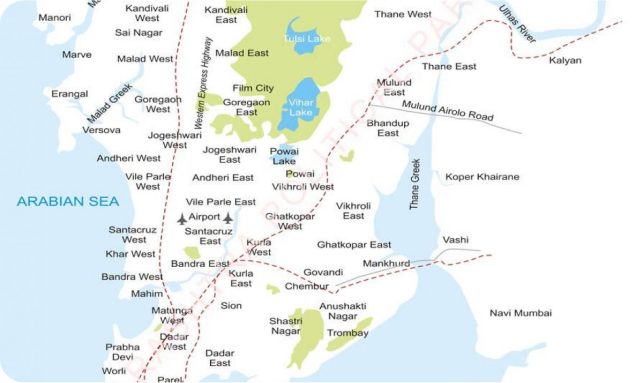 Kandivali
West
Kandivali
East
Thane West
Ulhas River
Manori
Sai Nagar
Tulsi Lake
Marve
Malad West
Western Express Highway
Malad East
Thane East
Kalyan
Erangal
Malad Greek
Goregaon
West
Film City
Goregaon
East
Vihar
Lake
Mulund
East
Mulund Airolo Road
Versova
Jogeshwari
West
Bhandup
East
Andheri West
Jogeshwari
East
Powai
Lake
Vile Parle
West
Andheri East
Powai
Vikhroli West
Thane Greek
Koper Khairane
ARABIAN SEA
Vile Parle East
Airport
Vikhroli
East
Santacruz
West
Santacruz
East
Ghatkopar
West
Khar West
Kurla
West
Ghatkopar East
Vashi
Bandra West
Bandra East
Kurla
East
Govandi
Mankhurd
Mahim
Chembur
Matunga
West
Sion
Anushakti
Nagar
Navi Mumbai
Shastri
Nagar
Trombay
Prabha
Devi
Dadar
West
Dadar
East
Worli
Parel